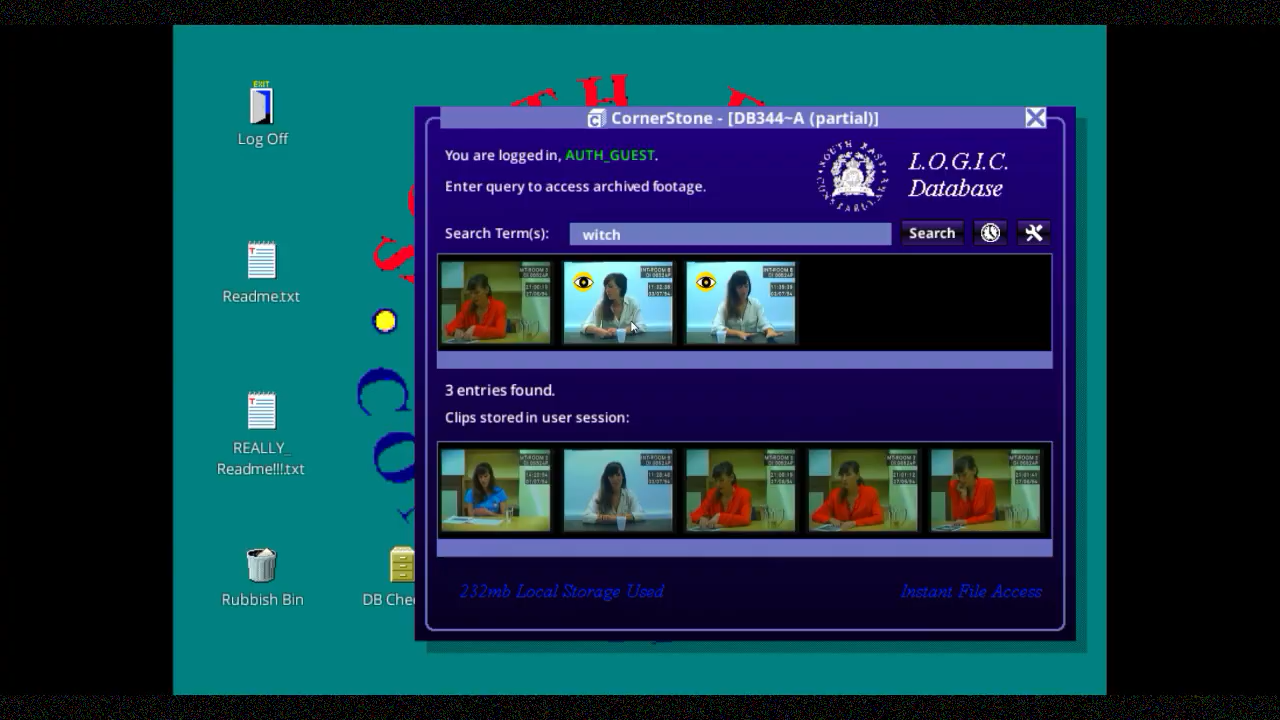 EXIT
Log Off
Readme.txt
REALLY_
Readme!!!.txt
Rubbish Bin
DB Che
CornerStone - [DB344~A (partial)]
You are logged in, AUTH_GUEST.
Enter query to access archived footage.
L.O.G.I.C.
Database
Search Term(s):
witch
Search
3 entries found.
Clips stored in user session:
232mb Local Storage Used
Instant File Access